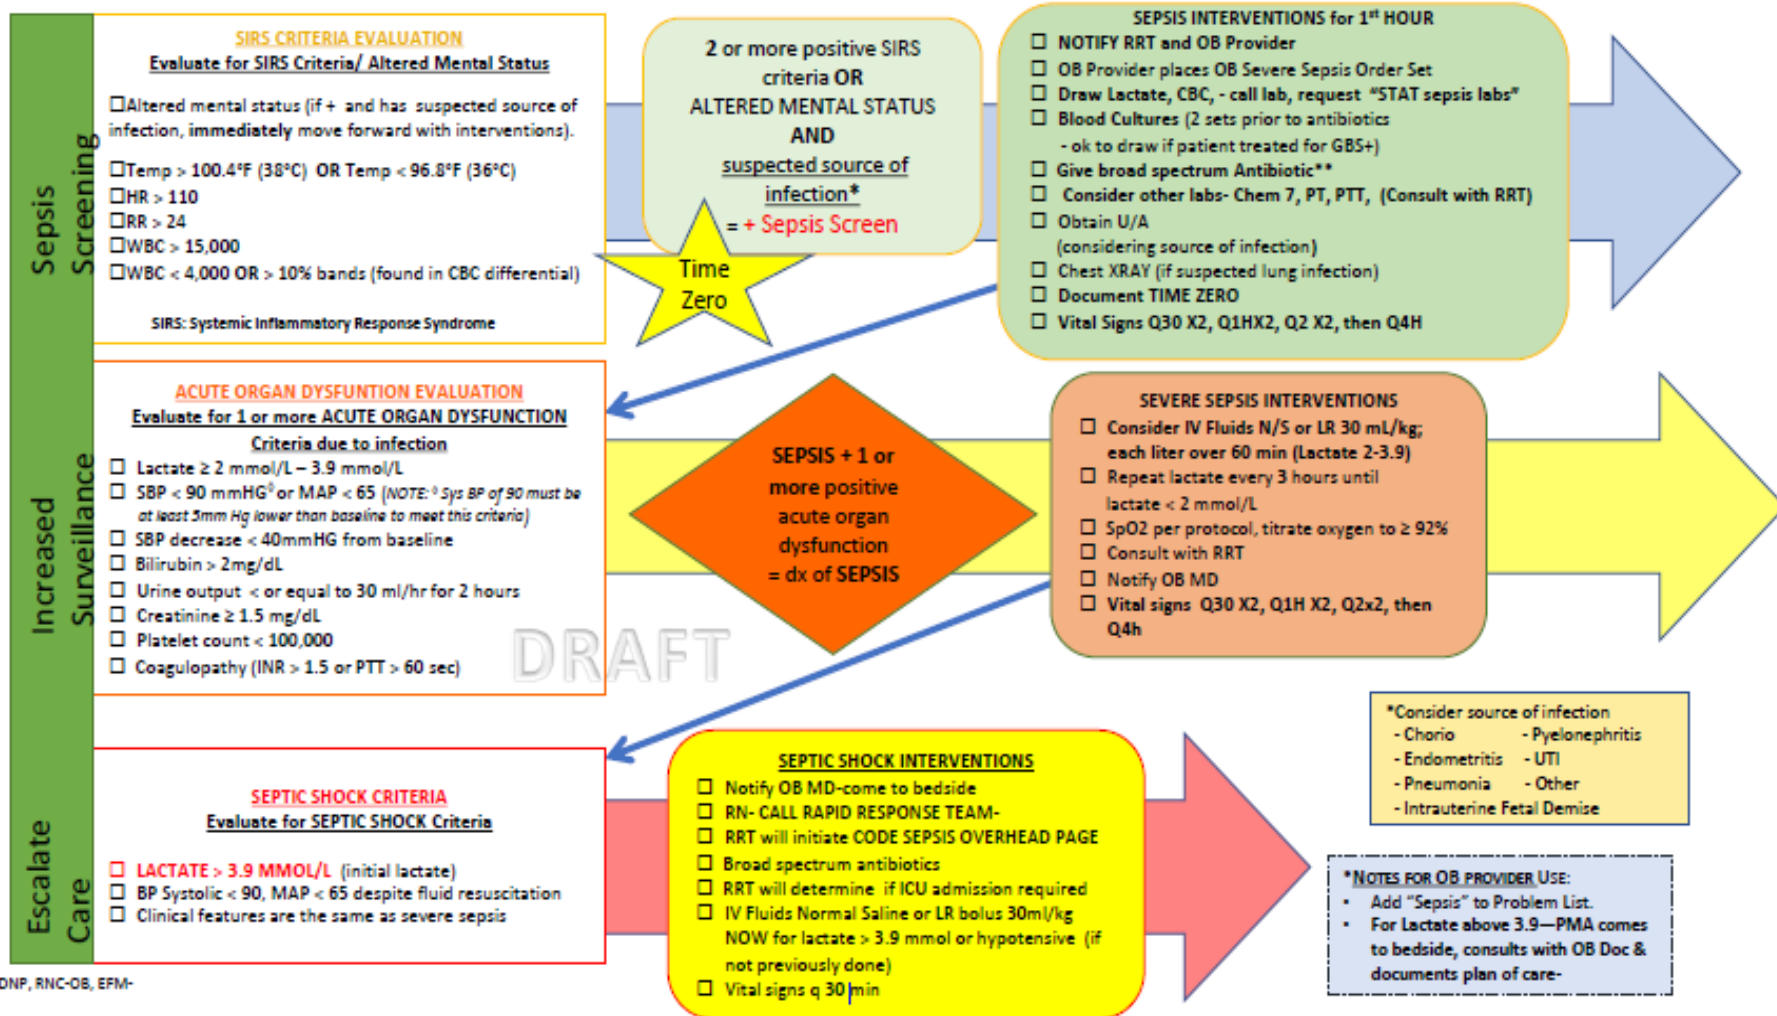 Sepsis
Screening
SIRS CRITERIA EVALUATION
Evaluate for SIRS Criteria/ Altered Mental Status
☐Altered mental status (if + and has suspected source of
infection, immediately move forward with interventions).
☐Temp > 100.4°F (38°C) OR Temp < 96.8°F (36°C)
☐HR > 110
☐RR > 24
☐WBC > 15,000
☐WBC < 4,000 OR > 10% bands (found in CBC differential)
SIRS: Systemic Inflammatory Response Syndrome
2 or more positive SIRS
criteria OR
ALTERED MENTAL STATUS
AND
suspected source of
infection*
= + Sepsis Screen
Time
Zero
SEPSIS INTERVENTIONS for 1st HOUR
☐ NOTIFY RRT and OB Provider
☐ OB Provider places OB Severe Sepsis Order Set
☐ Draw Lactate, CBC, - call lab, request "STAT sepsis labs"
☐ Blood Cultures (2 sets prior to antibiotics
- ok to draw if patient treated for GBS+)
☐ Give broad spectrum Antibiotic**
☐ Consider other labs- Chem 7, PT, PTT, (Consult with RRT)
☐ Obtain U/A
(considering source of infection)
☐ Chest XRAY (if suspected lung infection)
☐ Document TIME ZERO
☐ Vital Signs Q30 X2, Q1HX2, Q2 X2, then Q4H
Increased
Surveillance
ACUTE ORGAN DYSFUNTION EVALUATION
Evaluate for 1 or more ACUTE ORGAN DYSFUNCTION
Criteria due to infection
☐ Lactate ≥ 2 mmol/L – 3.9 mmol/L
☐ SBP < 90 mmHG◊ or MAP < 65 (NOTE: ◊ Sys BP of 90 must be
at least 5mm Hg lower than baseline to meet this criteria)
☐ SBP decrease < 40mmHG from baseline
☐ Bilirubin > 2mg/dL
☐ Urine output < or equal to 30 ml/hr for 2 hours
☐ Creatinine ≥ 1.5 mg/dL
☐ Platelet count < 100,000
☐ Coagulopathy (INR > 1.5 or PTT > 60 sec)
DRAFT
SEPSIS + 1 or
more positive
acute organ
dysfunction
= dx of SEPSIS
SEVERE SEPSIS INTERVENTIONS
☐ Consider IV Fluids N/S or LR 30 mL/kg;
each liter over 60 min (Lactate 2-3.9)
☐ Repeat lactate every 3 hours until
lactate < 2 mmol/L
☐ SpO2 per protocol, titrate oxygen to ≥ 92%
☐ Consult with RRT
☐ Notify OB MD
☐ Vital signs Q30 X2, Q1H X2, Q2x2, then
Q4h
Escalate
Care
SEPTIC SHOCK CRITERIA
Evaluate for SEPTIC SHOCK Criteria
☐ LACTATE > 3.9 MMOL/L (initial lactate)
☐ BP Systolic < 90, MAP < 65 despite fluid resuscitation
☐ Clinical features are the same as severe sepsis
SEPTIC SHOCK INTERVENTIONS
☐ Notify OB MD-come to bedside
☐ RN- CALL RAPID RESPONSE TEAM-
☐ RRT will initiate CODE SEPSIS OVERHEAD PAGE
☐ Broad spectrum antibiotics
☐ RRT will determine if ICU admission required
☐ IV Fluids Normal Saline or LR bolus 30ml/kg
NOW for lactate > 3.9 mmol or hypotensive (if
not previously done)
☐ Vital signs q 30 min
*Consider source of infection
- Chorio - Pyelonephritis
- Endometritis - UTI
- Pneumonia - Other
- Intrauterine Fetal Demise
*NOTES FOR OB PROVIDER USE:
• Add "Sepsis" to Problem List.
• For Lactate above 3.9—PMA comes
to bedside, consults with OB Doc &
documents plan of care-
DNP, RNC-OB, EFM-